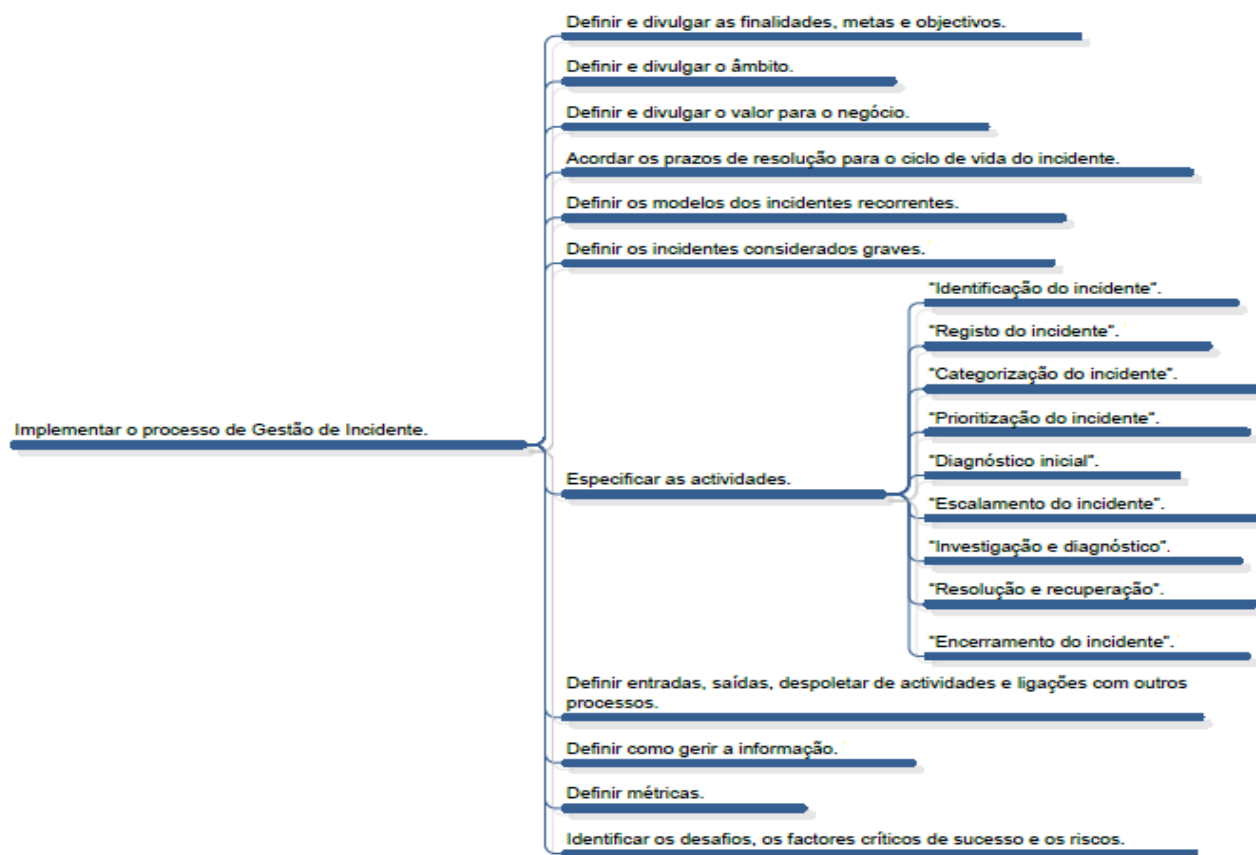 Definir e divulgar as finalidades, metas e objectivos.
Definir e divulgar o âmbito.
Definir e divulgar o valor para o negócio.
Acordar os prazos de resolução para o ciclo de vida do incidente.
Definir os modelos dos incidentes recorrentes.
Definir os incidentes considerados graves.
Implementar o processo de Gestão de Incidente.
Especificar as actividades.
"Identificação do incidente".
"Registo do incidente".
"Categorização do incidente".
"Prioritização do incidente".
"Diagnóstico inicial".
"Escalamento do incidente".
"Investigação e diagnóstico".
"Resolução e recuperação".
"Encerramento do incidente".
Definir entradas, saídas, despoletar de actividades e ligações com outros
processos.
Definir como gerir a informação.
Definir métricas.
Identificar os desafios, os factores críticos de sucesso e os riscos.